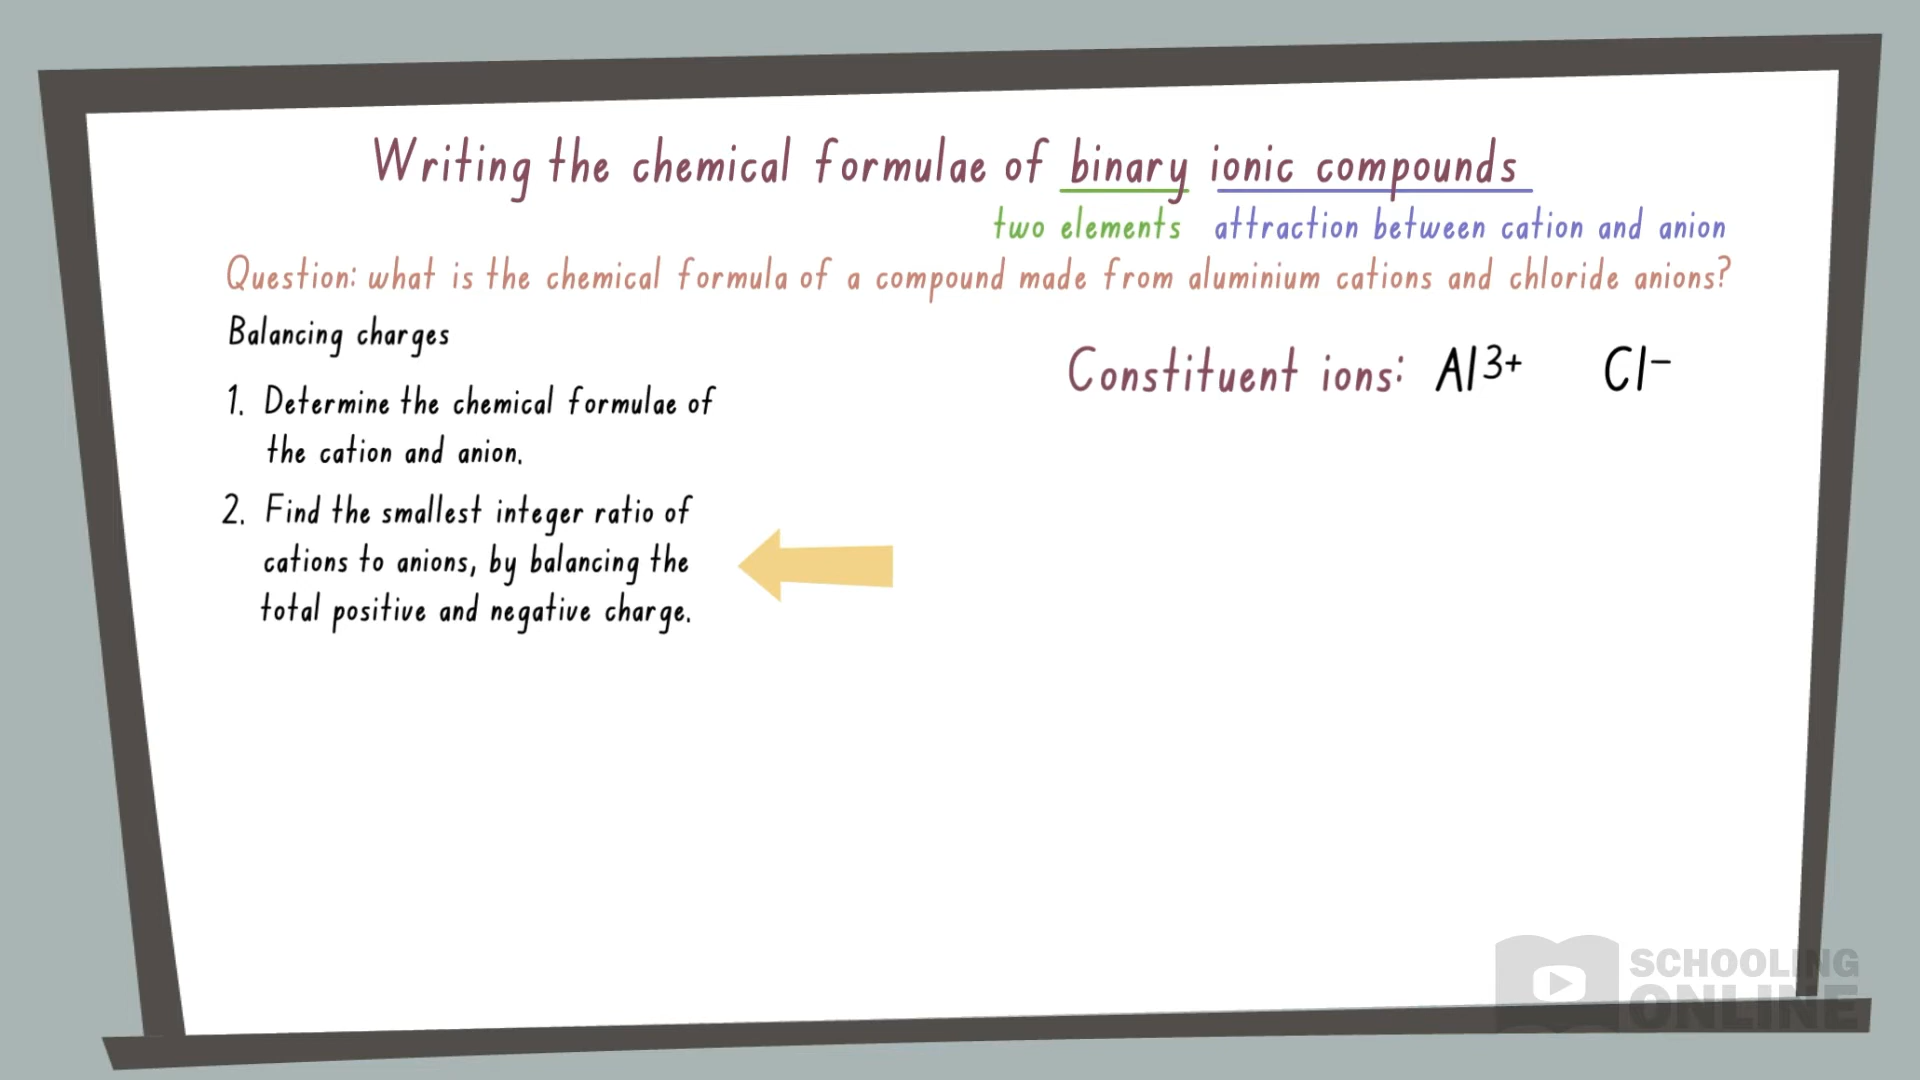 Writing the chemical formulae of binary ionic compounds
two elements attraction between cation and anion
Question: what is the chemical formula of a compound made from aluminium cations and chloride anions?
Balancing charges
Constituent ions: Al³⁺ Cl⁻
1. Determine the chemical formulae of
the cation and anion.
2. Find the smallest integer ratio of
cations to anions, by balancing the
total positive and negative charge.
SCHOOLING
ONLINE